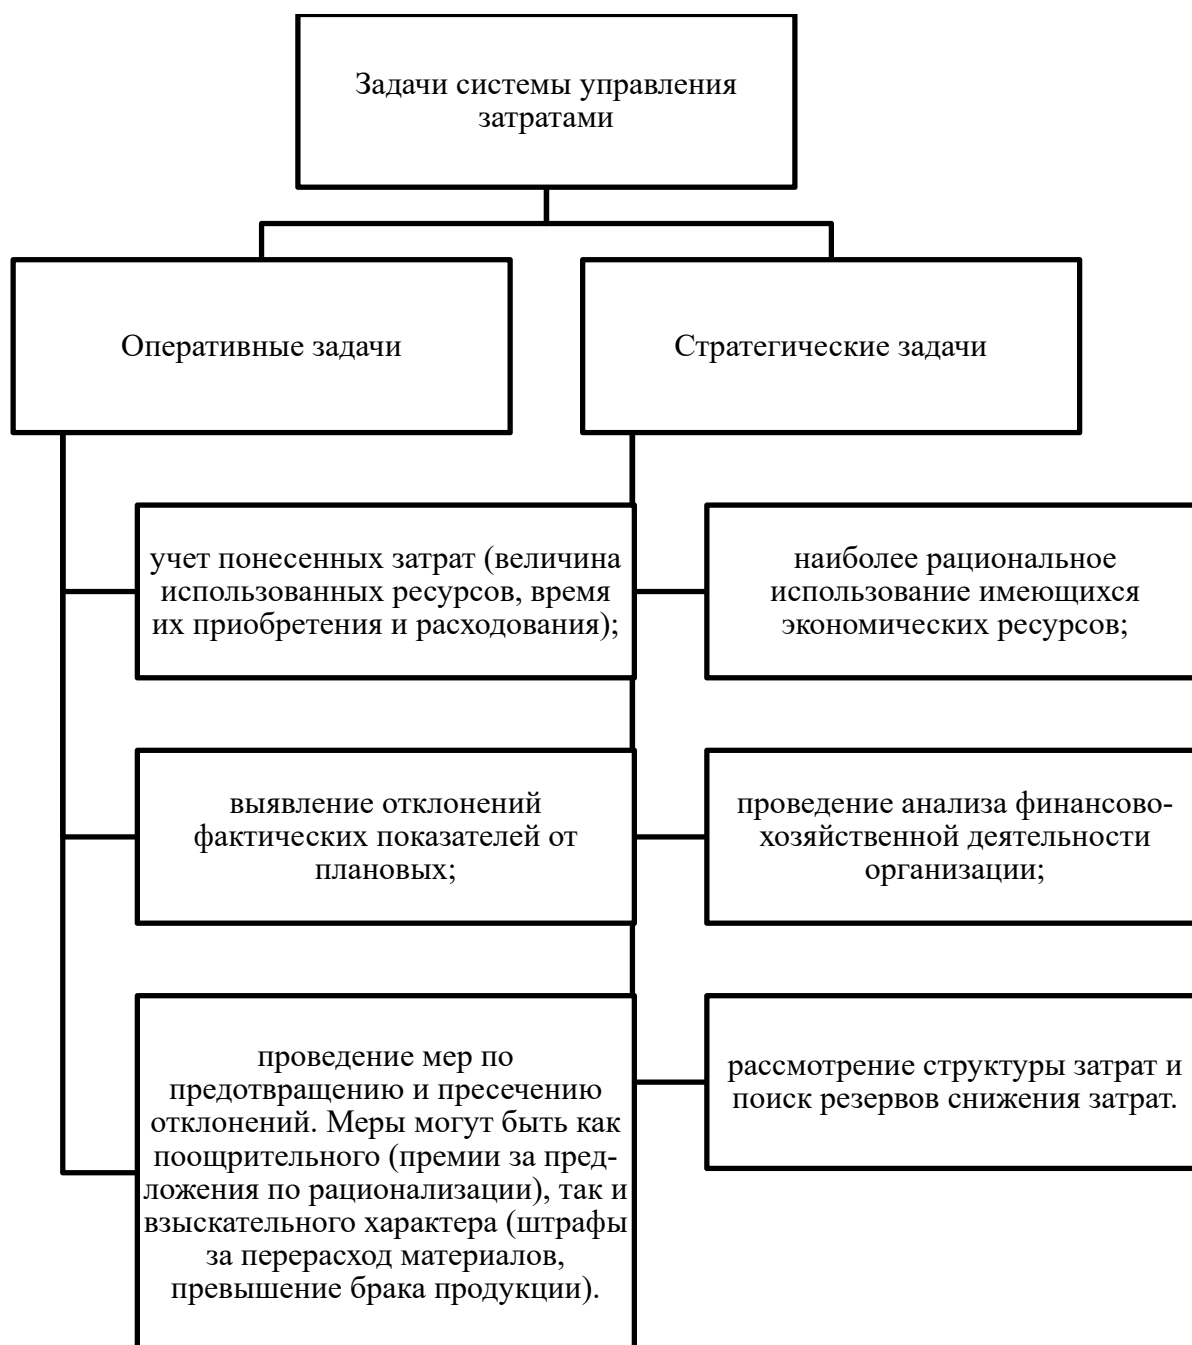 Задачи системы управления
затратами
Оперативные задачи
Стратегические задачи
учет понесенных затрат (величина
использованных ресурсов, время
их приобретения и расходования);
наиболее рациональное
использование имеющихся
экономических ресурсов;
выявление отклонений
фактических показателей от
плановых;
проведение анализа финансово-
хозяйственной деятельности
организации;
проведение мер по
предотвращению и пресечению
отклонений. Меры могут быть как
поощрительного (премии за пред-
ложения по рационализации), так и
взыскательного характера (штрафы
за перерасход материалов,
превышение брака продукции).
рассмотрение структуры затрат и
поиск резервов снижения затрат.